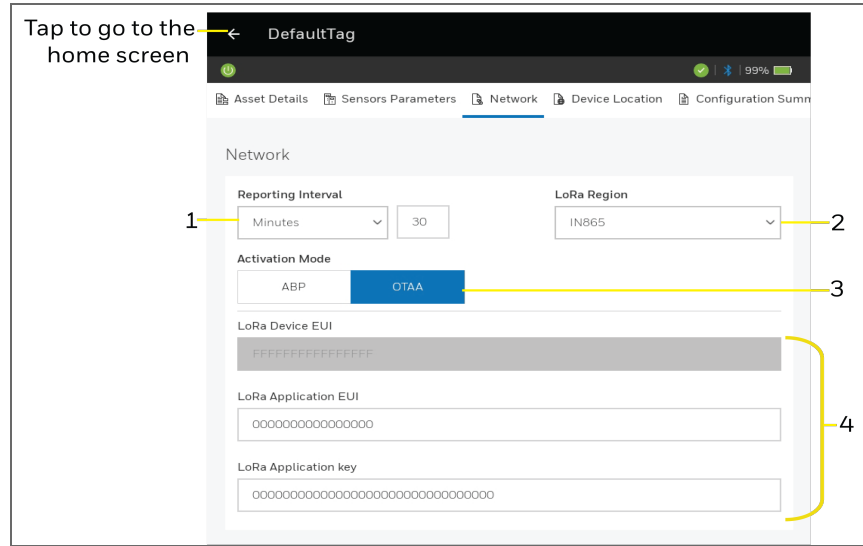 Tap to go to the
home screen
DefaultTag
99%
Asset Details Sensors Parameters Network Device Location Configuration Summ
Network
Reporting Interval LoRa Region
1 Minutes 30 IN865 2
Activation Mode
ABP OTAA 3
LoRa Device EUI
FFFFFFFFFFFFFFFF
LoRa Application EUI
0000000000000000
4
LoRa Application key
00000000000000000000000000000000